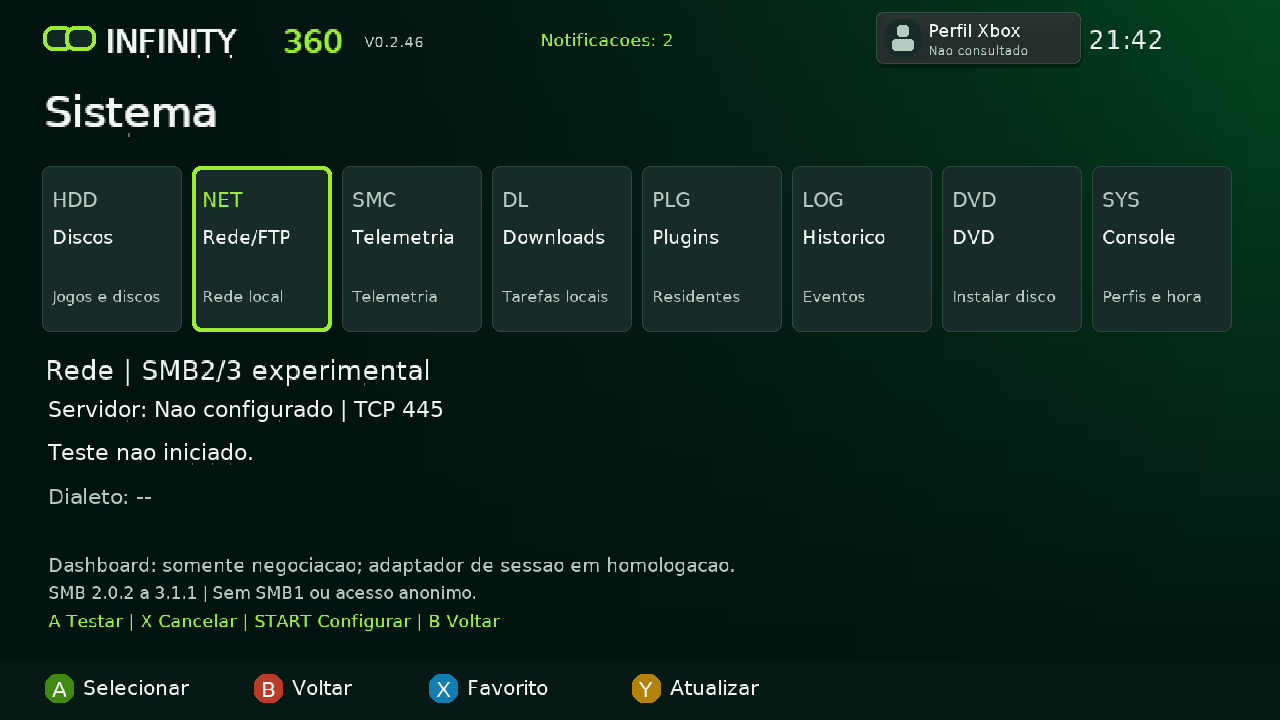 INFINITY 360 V0.2.46 Notificacoes: 2 Perfil Xbox 21:42
Nao consultado
Sistema
HDD NET SMC DL PLG LOG DVD SYS
Discos Rede/FTP Telemetria Downloads Plugins Historico DVD Console
Jogos e discos Rede local Telemetria Tarefas locais Residentes Eventos Instalar disco Perfis e hora
Rede | SMB2/3 experimental
Servidor: Nao configurado | TCP 445
Teste nao iniciado.
Dialeto: --
Dashboard: somente negociacao; adaptador de sessao em homologacao.
SMB 2.0.2 a 3.1.1 | Sem SMB1 ou acesso anonimo.
A Testar | X Cancelar | START Configurar | B Voltar
A Selecionar B Voltar X Favorito Y Atualizar